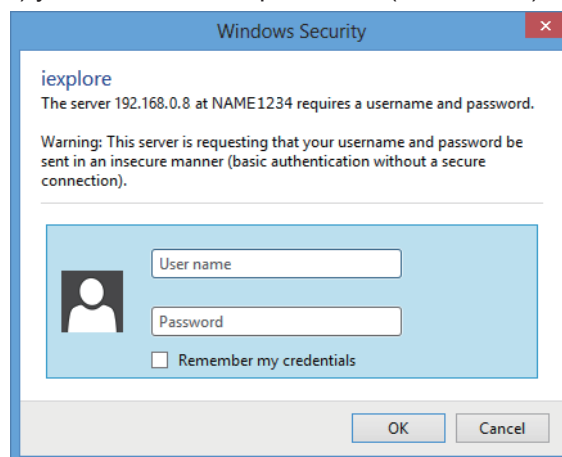 Windows Security
iexplore
The server 192.168.0.8 at NAME1234 requires a username and password.
Warning: This server is requesting that your username and password be
sent in an insecure manner (basic authentication without a secure
connection).
User name
Password
Remember my credentials
OK Cancel